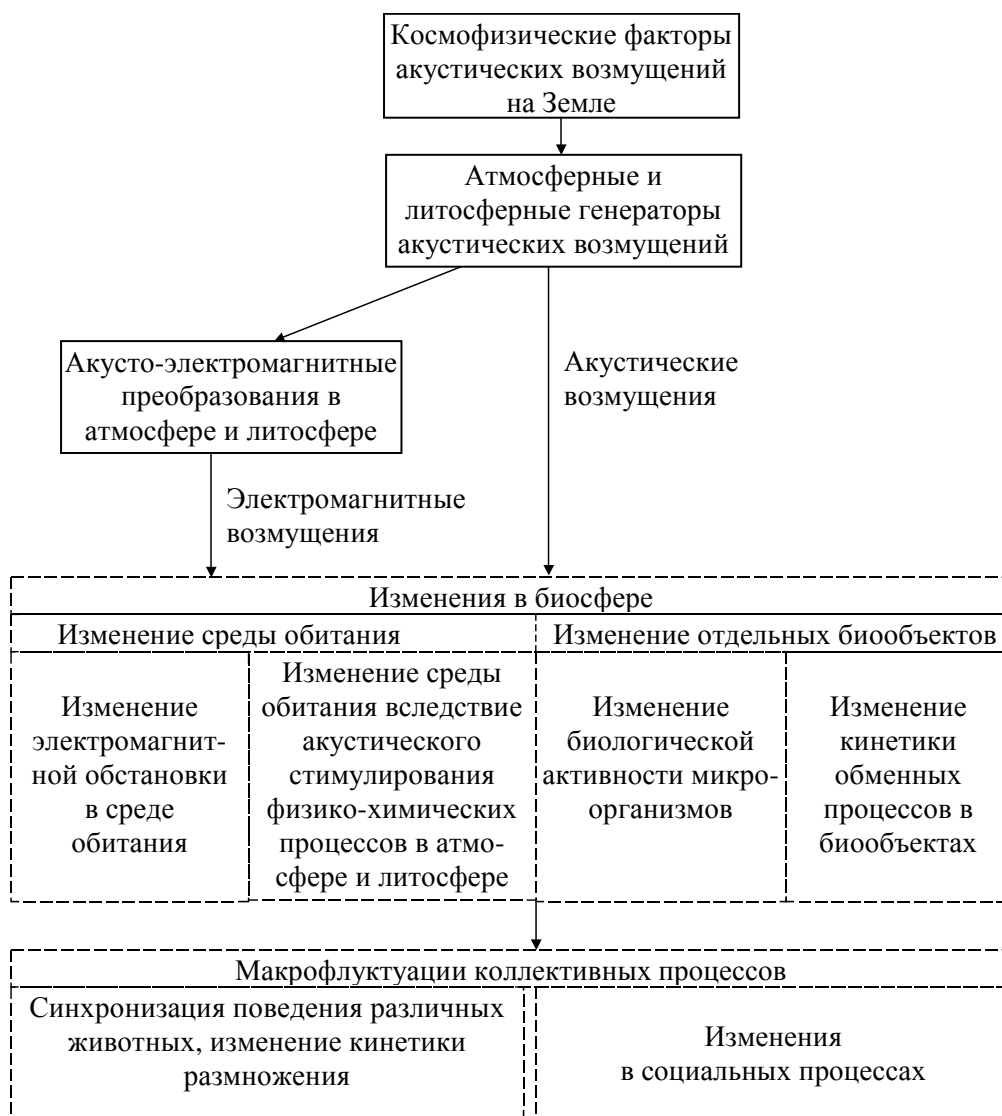 Космофизические факторы
акустических возмущений
на Земле
Атмосферные и
литосферные генераторы
акустических возмущений
Акусто-электромагнитные
преобразования в
атмосфере и литосфере
Акустические
возмущения
Электромагнитные
возмущения
Изменения в биосфере
Изменение среды обитания
Изменение отдельных биообъектов
Изменение
электромагнит-
ной обстановки
в среде
обитания
Изменение среды
обитания вследствие
акустического
стимулирования
физико-химических
процессов в атмо-
сфере и литосфере
Изменение
биологической
активности микро-
организмов
Изменение
кинетики
обменных
процессов в
биообъектах
Макрофлуктуации коллективных процессов
Синхронизация поведения различных
животных, изменение кинетики
размножения
Изменения
в социальных процессах